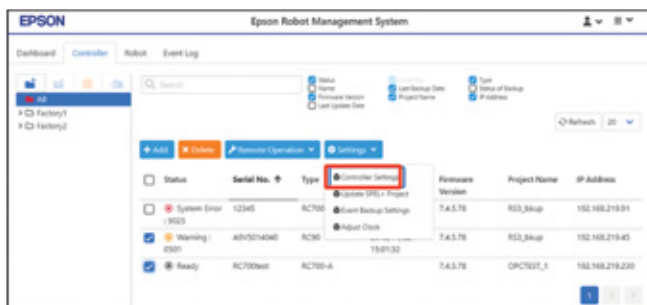 EPSON
Epson Robot Management System
Dashboard Controller Robot Event Log
Search
Status
Name
Firmware Version
Last Update Date
Last Backup Date
Project Name
Type
Status of Backup
IP Address
All
Factory1
Factory2
Refresh 20
Add Delete Remote Operation Settings
Controller Settings
Update SPEL+ Project
Event Backup Settings
Adjust Clock
Status Serial No. Type Firmware Version Project Name IP Address
System Error : 9025 12345 RC700 7.4.5.78 RS3_bkup 192.168.219.91
Warning : 6501 A9V5014040 RC90 15:01:32 7.4.5.78 RS3_bkup 192.168.219.45
Ready RC700test RC700-A 7.4.5.78 OPCTEST_1 192.168.219.230
1